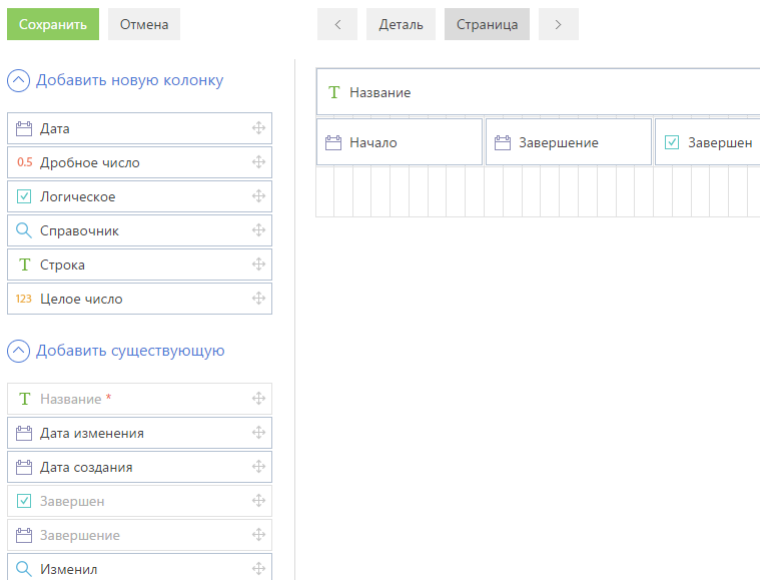 Сохранить Отмена < Деталь Страница >
Добавить новую колонку
Дата
0.5 Дробное число
Логическое
Справочник
T Строка
123 Целое число
Добавить существующую
T Название *
Дата изменения
Дата создания
Завершен
Завершение
Изменил
T Название
Начало Завершение Завершен